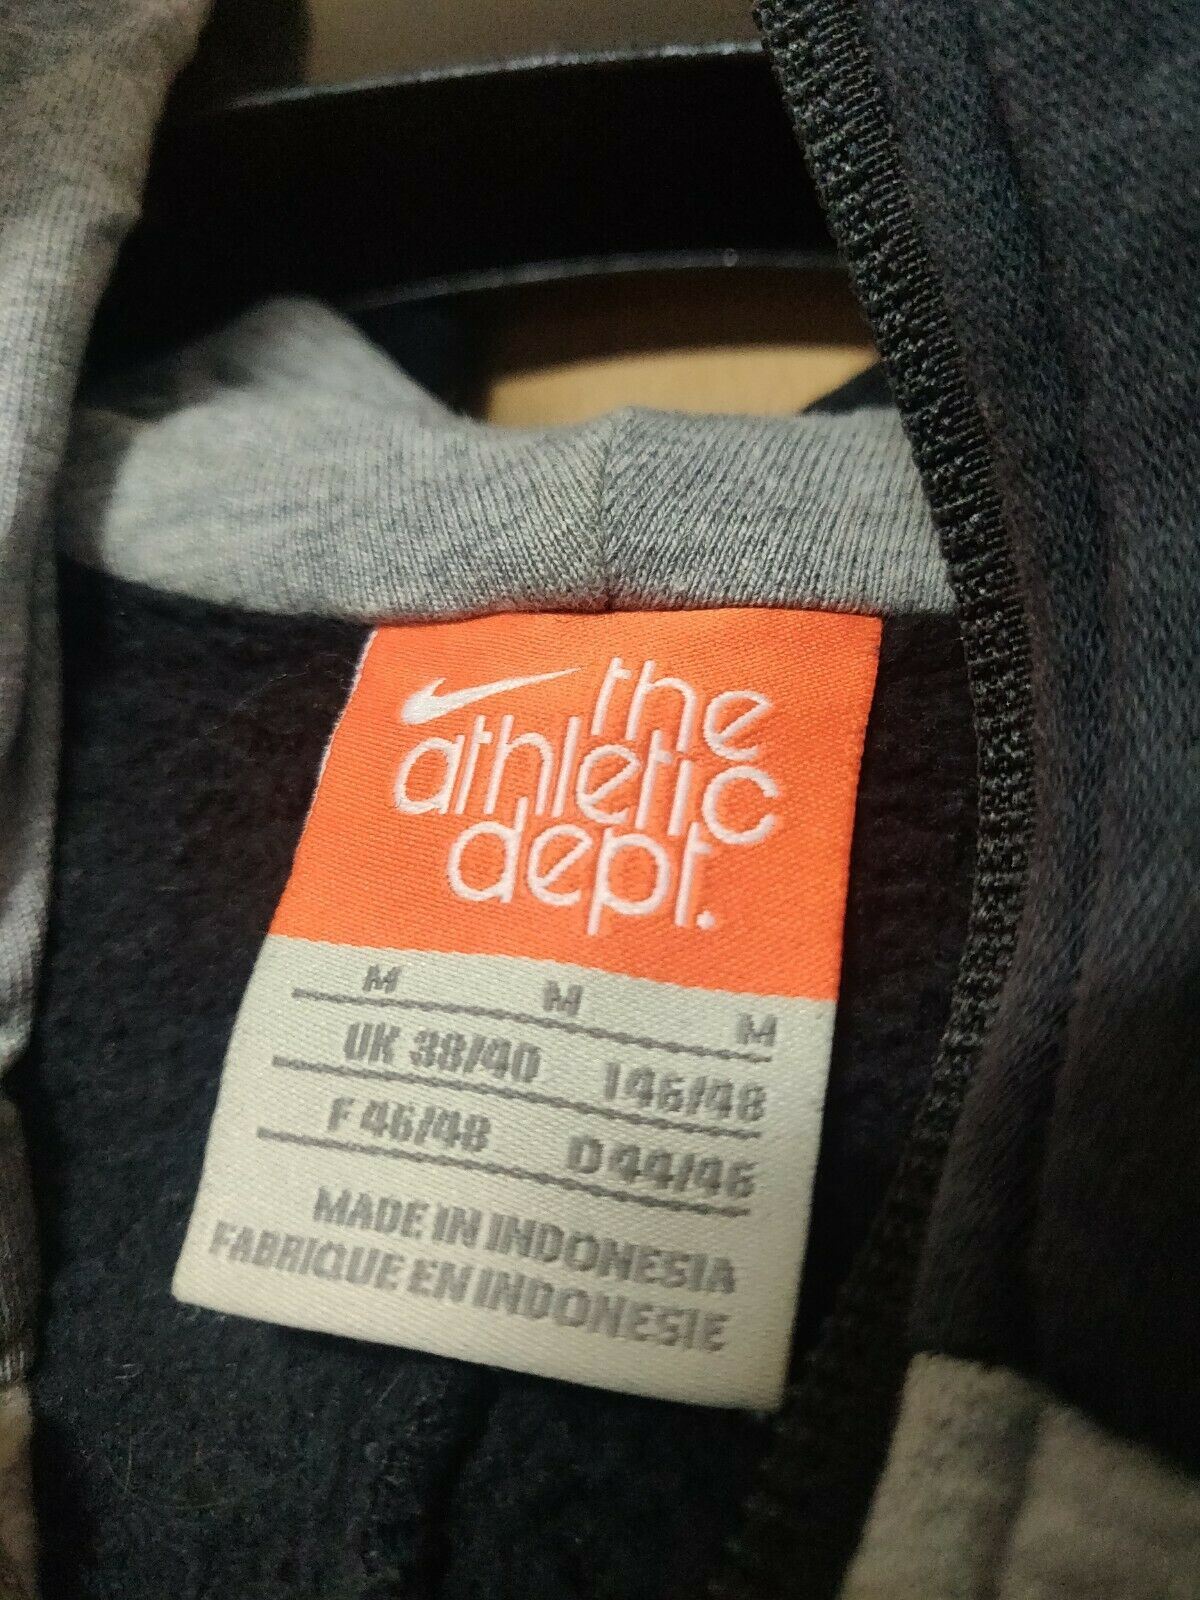 the
athletic
dept.
M M M
UK 38/40 I 46/48
F 46/48 D 44/46
MADE IN INDONESIA
FABRIQUE EN INDONESIE